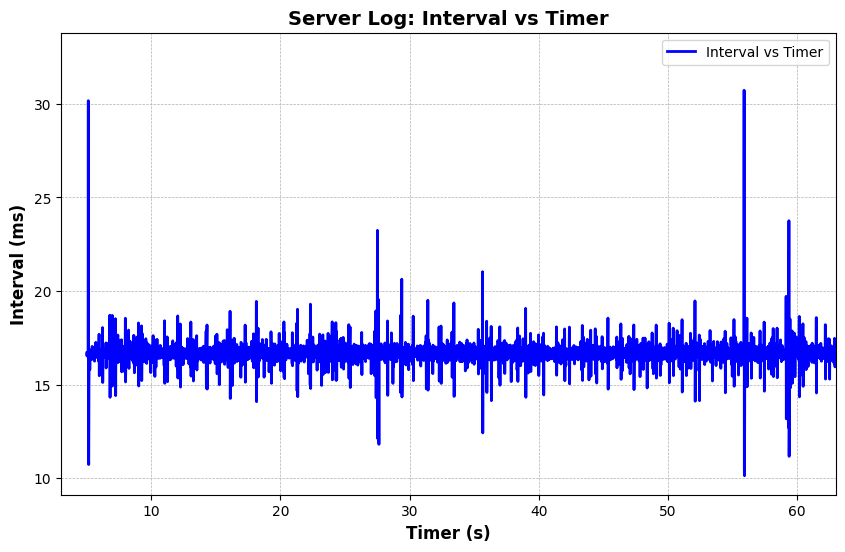 Server Log: Interval vs Timer
Interval vs Timer
30
25
20
15
10
Interval (ms)
10 20 30 40 50 60
Timer (s)